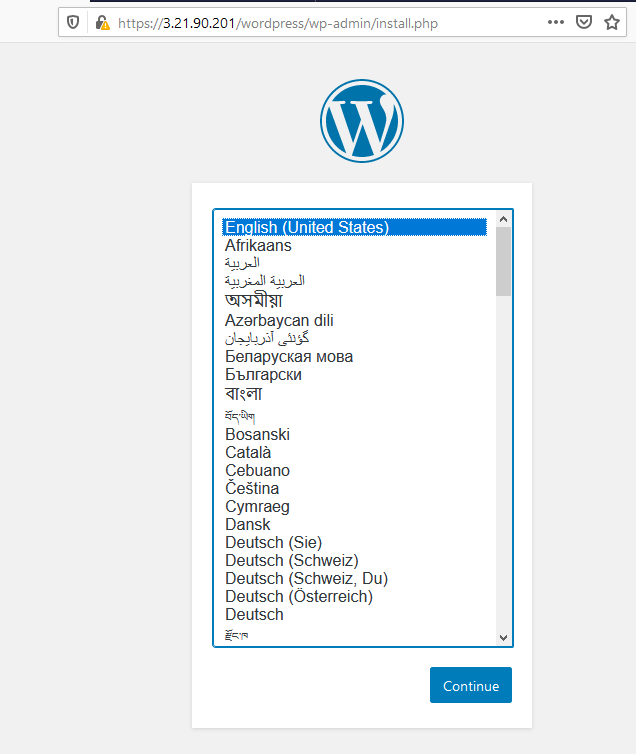 https://3.21.90.201/wordpress/wp-admin/install.php
English (United States)
Afrikaans
العربية
العربية المغربية
অসমীয়া
Azərbaycan dili
گؤنئی آذربایجان
Беларуская мова
Български
বাংলা
བོད་ཡིག
Bosanski
Català
Cebuano
Čeština
Cymraeg
Dansk
Deutsch (Sie)
Deutsch (Schweiz)
Deutsch (Schweiz, Du)
Deutsch (Österreich)
Deutsch
རྫོང་ཁ
Continue